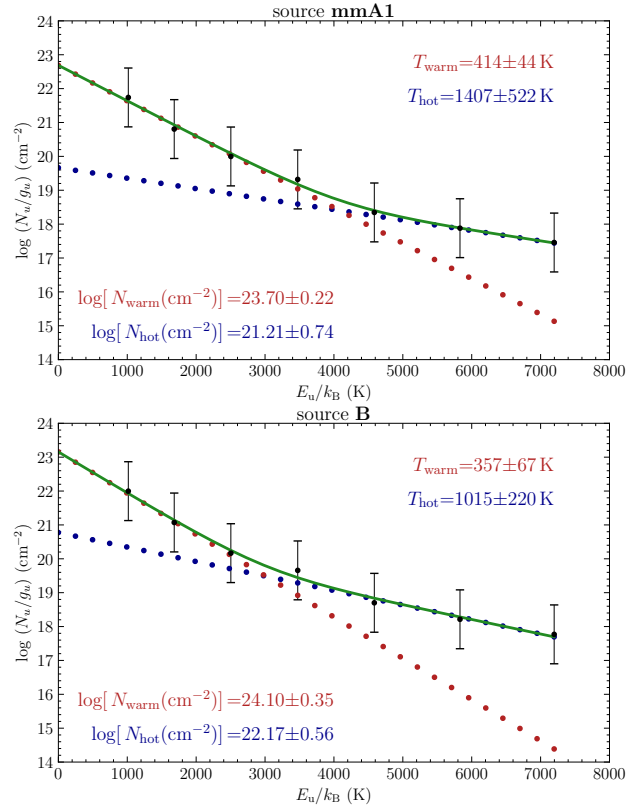 source mmA1
24
23
22
21
20
19
18
17
16
15
14
log (N_u/g_u) (cm⁻²)
T_warm=414±44 K
T_hot=1407±522 K
log[ N_warm(cm⁻²) ]=23.70±0.22
log[ N_hot(cm⁻²) ]=21.21±0.74
0 1000 2000 3000 4000 5000 6000 7000 8000
E_u/k_B (K)
source B
24
23
22
21
20
19
18
17
16
15
14
log (N_u/g_u) (cm⁻²)
T_warm=357±67 K
T_hot=1015±220 K
log[ N_warm(cm⁻²) ]=24.10±0.35
log[ N_hot(cm⁻²) ]=22.17±0.56
0 1000 2000 3000 4000 5000 6000 7000 8000
E_u/k_B (K)